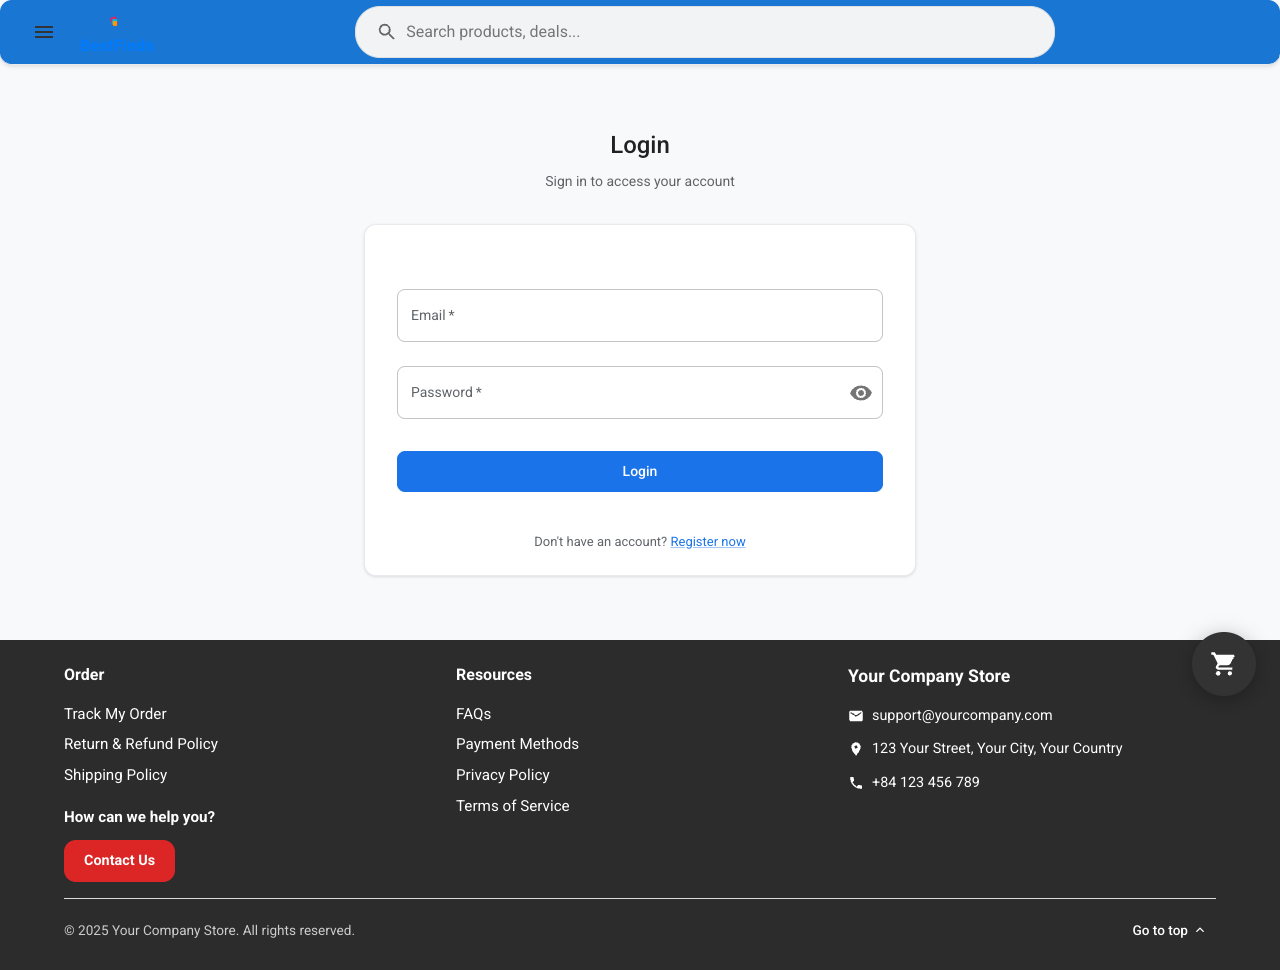 Search products, deals...
Login
Sign in to access your account
Email *
Password *
Login
Don't have an account? Register now
Order
Track My Order
Return & Refund Policy
Shipping Policy
How can we help you?
Contact Us
Resources
FAQs
Payment Methods
Privacy Policy
Terms of Service
Your Company Store
support@yourcompany.com
123 Your Street, Your City, Your Country
+84 123 456 789
© 2025 Your Company Store. All rights reserved.
Go to top